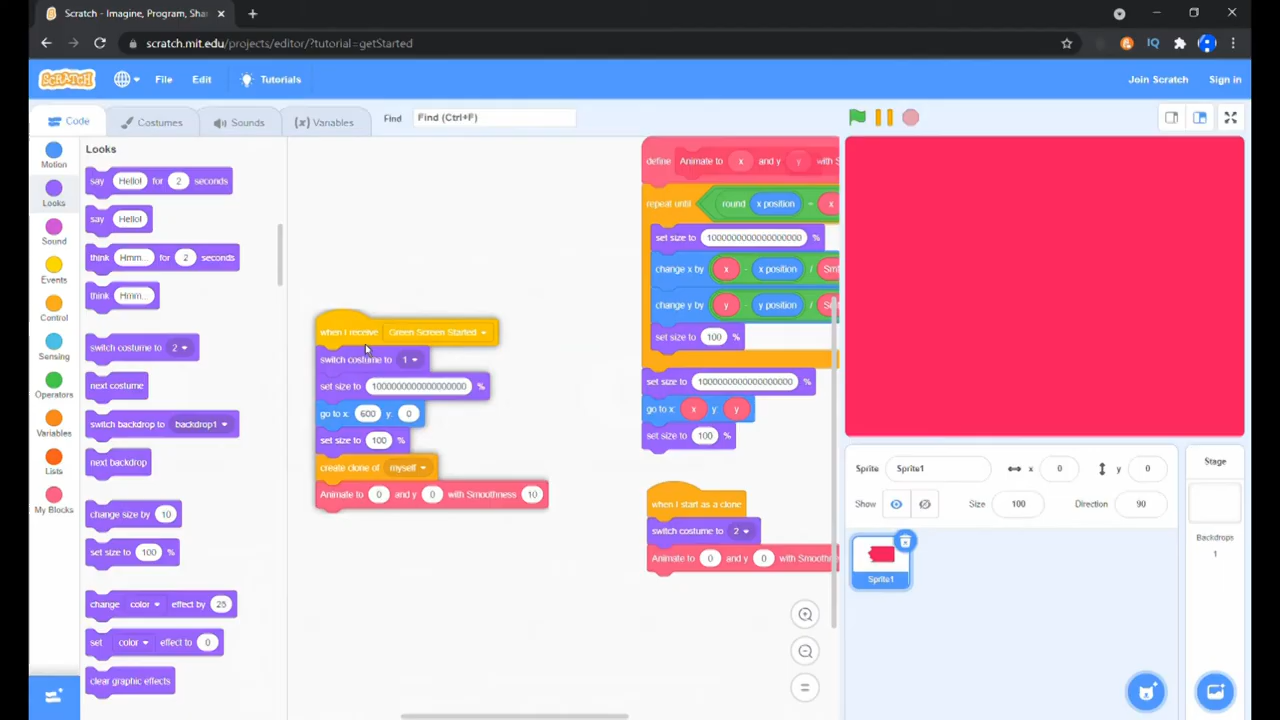 Scratch - Imagine, Program, Sha
scratch.mit.edu/projects/editor/?tutorial=getStarted
IQ
SCRATCH
File
Edit
Tutorials
Join Scratch
Sign in
Code
Costumes
Sounds
(x) Variables
Find
Find (Ctrl+F)
Motion
Looks
Sound
Events
Control
Sensing
Operators
Variables
Lists
My Blocks
Looks
say Hello! for 2 seconds
say Hello!
think Hmm... for 2 seconds
think Hmm...
switch costume to 2
next costume
switch backdrop to backdrop1
next backdrop
change size by 10
set size to 100 %
change color effect by 25
set color effect to 0
clear graphic effects
when I receive Green Screen Started
switch costume to 1
set size to 1000000000000000000 %
go to x: 600 y: 0
set size to 100 %
create clone of myself
Animate to 0 and y 0 with Smoothness 10
define Animate to x and y y with S
repeat until round x position = x
set size to 1000000000000000000 %
change x by x - x position / Sm
change y by y - y position / Sm
set size to 100 %
set size to 1000000000000000000 %
go to x: x y: y
set size to 100 %
when I start as a clone
switch costume to 2
Animate to 0 and y 0 with Smooth
Sprite Sprite1
x 0
y 0
Show
Size 100
Direction 90
Sprite1
Stage
Backdrops
1